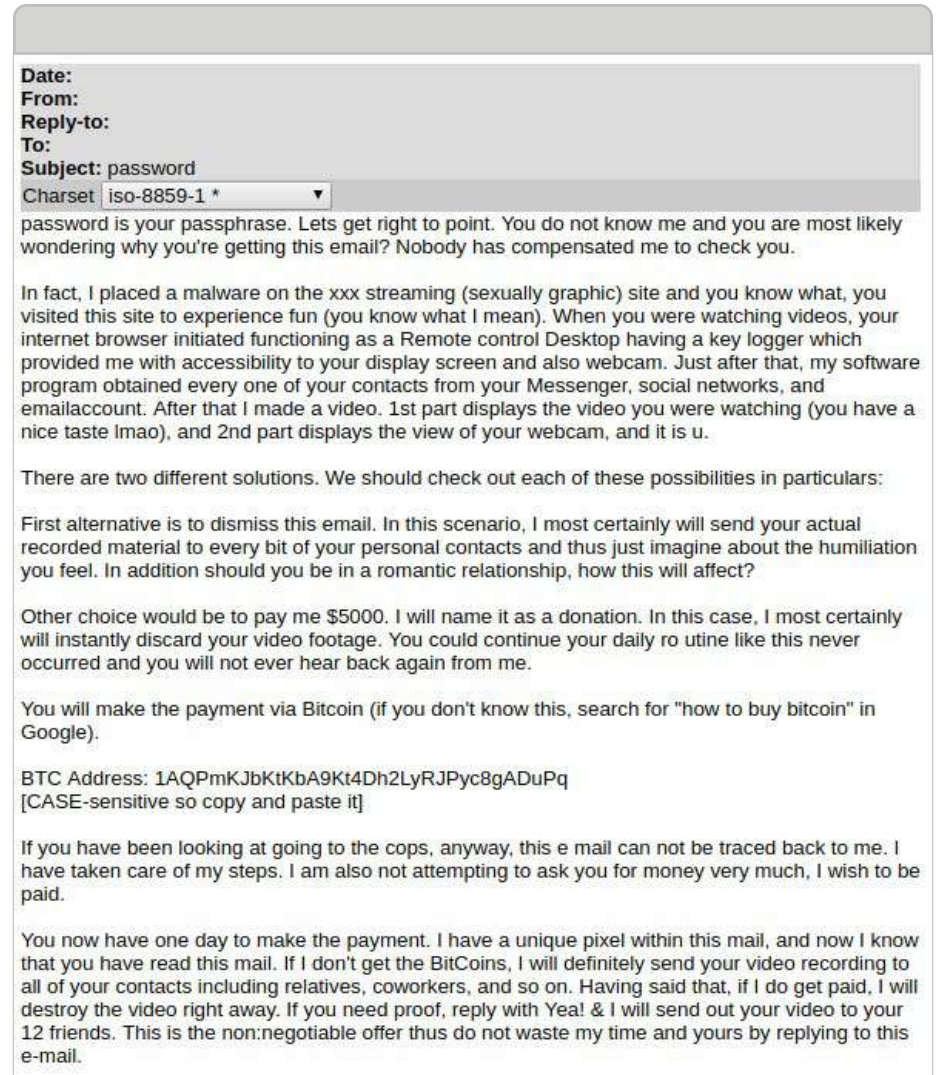 Date:
From:
Reply-to:
To:
Subject: password
Charset iso-8859-1 *
password is your passphrase. Lets get right to point. You do not know me and you are most likely
wondering why you're getting this email? Nobody has compensated me to check you.
In fact, I placed a malware on the xxx streaming (sexually graphic) site and you know what, you
visited this site to experience fun (you know what I mean). When you were watching videos, your
internet browser initiated functioning as a Remote control Desktop having a key logger which
provided me with accessibility to your display screen and also webcam. Just after that, my software
program obtained every one of your contacts from your Messenger, social networks, and
emailaccount. After that I made a video. 1st part displays the video you were watching (you have a
nice taste lmao), and 2nd part displays the view of your webcam, and it is u.
There are two different solutions. We should check out each of these possibilities in particulars:
First alternative is to dismiss this email. In this scenario, I most certainly will send your actual
recorded material to every bit of your personal contacts and thus just imagine about the humiliation
you feel. In addition should you be in a romantic relationship, how this will affect?
Other choice would be to pay me $5000. I will name it as a donation. In this case, I most certainly
will instantly discard your video footage. You could continue your daily ro utine like this never
occurred and you will not ever hear back again from me.
You will make the payment via Bitcoin (if you don't know this, search for "how to buy bitcoin" in
Google).
BTC Address: 1AQPmKJbKtKbA9Kt4Dh2LyRJPyc8gADuPq
[CASE-sensitive so copy and paste it]
If you have been looking at going to the cops, anyway, this e mail can not be traced back to me. I
have taken care of my steps. I am also not attempting to ask you for money very much, I wish to be
paid.
You now have one day to make the payment. I have a unique pixel within this mail, and now I know
that you have read this mail. If I don't get the BitCoins, I will definitely send your video recording to
all of your contacts including relatives, coworkers, and so on. Having said that, if I do get paid, I will
destroy the video right away. If you need proof, reply with Yea! & I will send out your video to your
12 friends. This is the non:negotiable offer thus do not waste my time and yours by replying to this
e-mail.